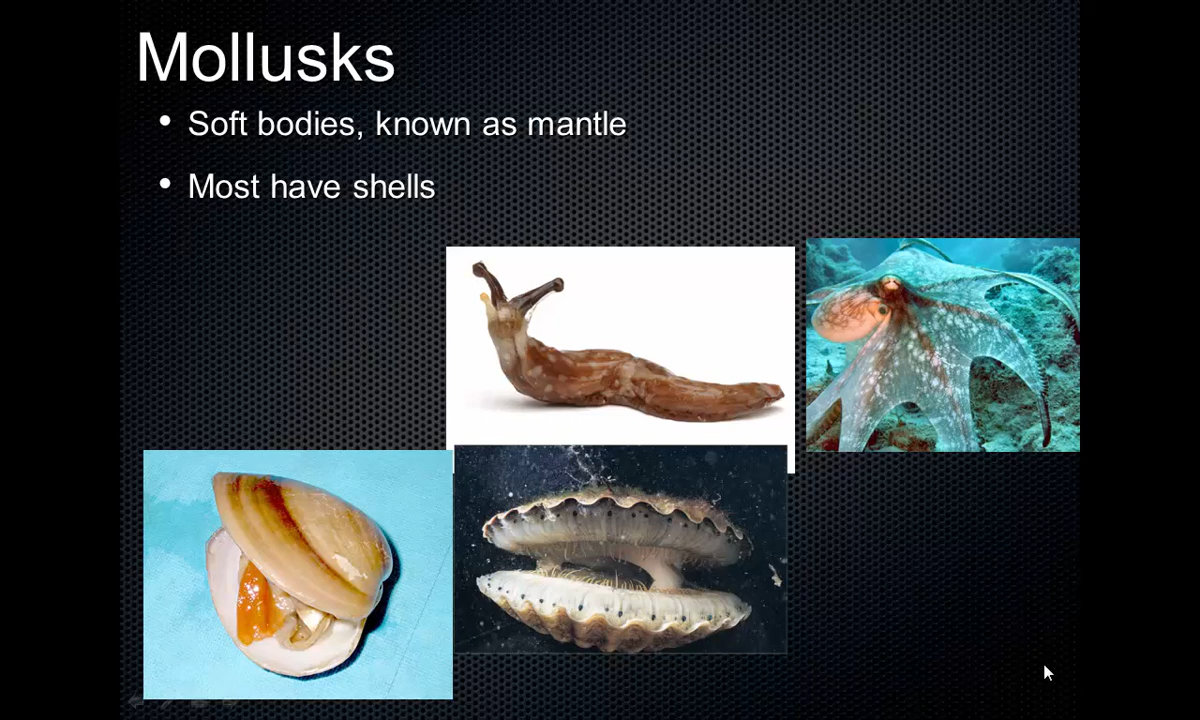 Mollusks
• Soft bodies, known as mantle
• Most have shells